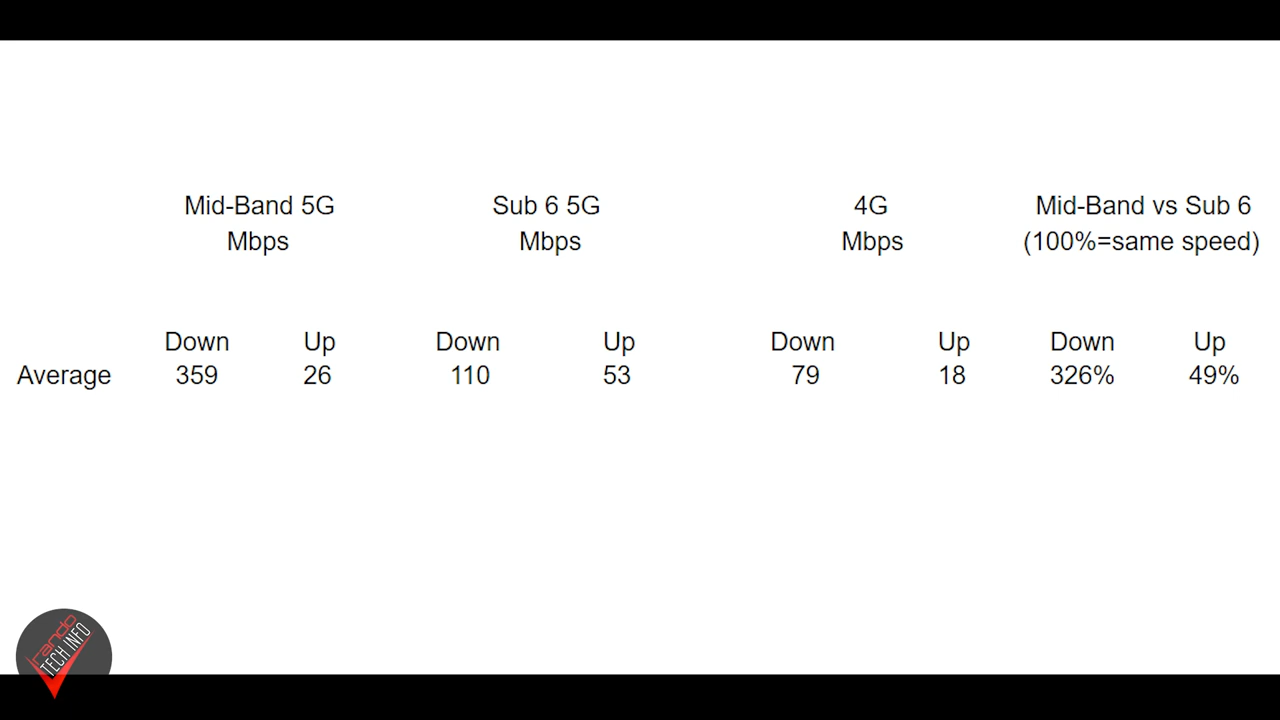 Mid-Band 5G Sub 6 5G 4G Mid-Band vs Sub 6
Mbps Mbps Mbps (100%=same speed)
Down Up Down Up Down Up Down Up
Average 359 26 110 53 79 18 326% 49%
Irando
TECH INFO